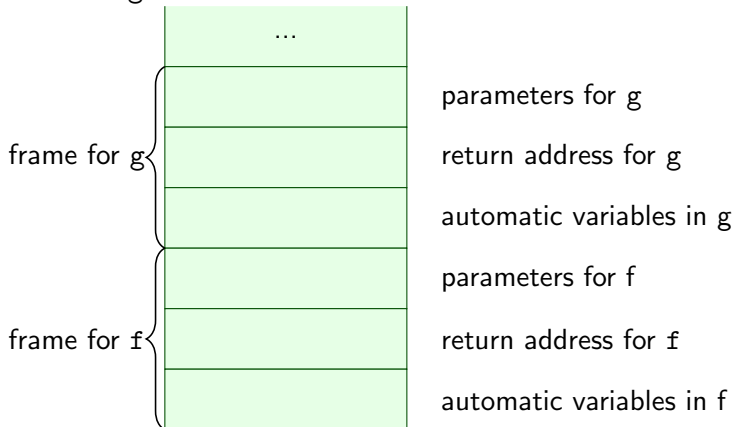 ...
parameters for g
frame for g
return address for g
automatic variables in g
parameters for f
frame for f
return address for f
automatic variables in f